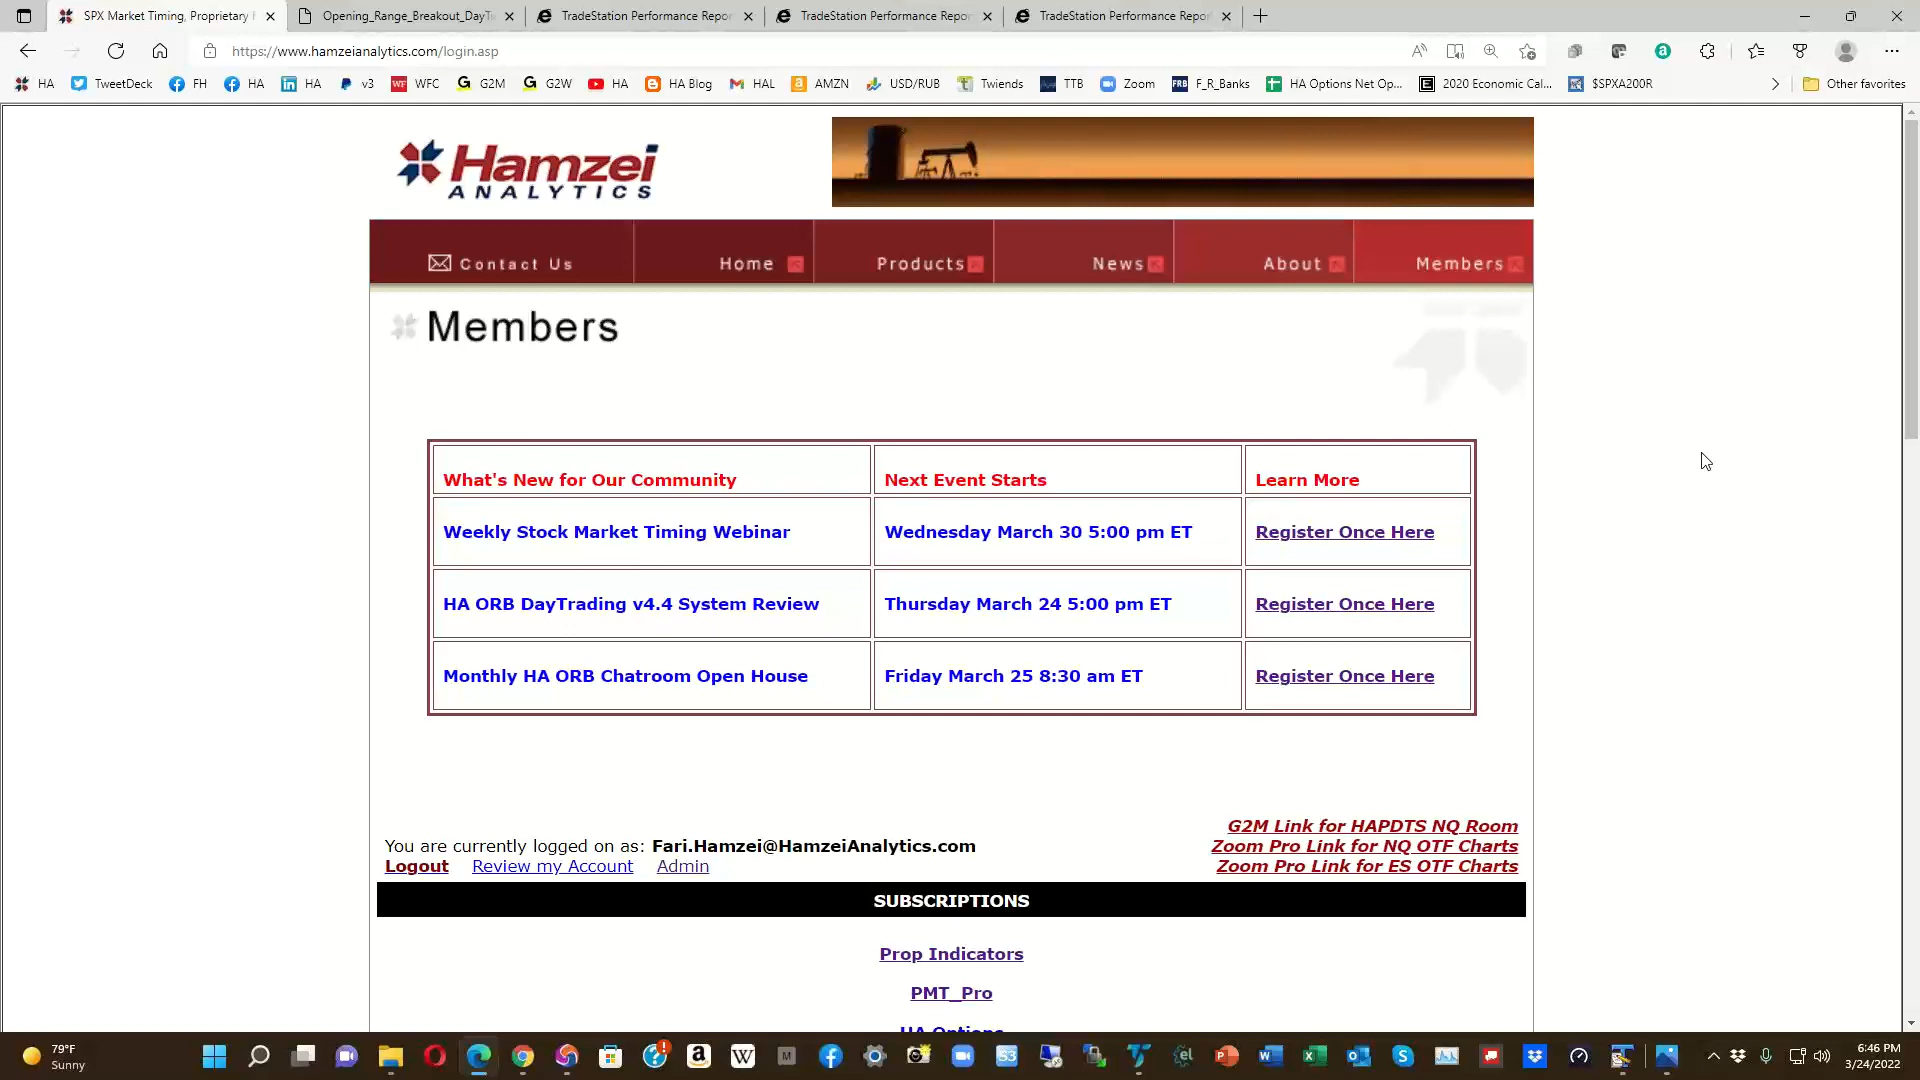 SPX Market Timing, Proprietary
Opening_Range_Breakout_DayT
TradeStation Performance Repor
TradeStation Performance Repor
TradeStation Performance Repor
https://www.hamzeianalytics.com/login.asp
HA
TweetDeck
FH
HA
HA
v3
WFC
G2M
G2W
HA
HA Blog
HAL
AMZN
USD/RUB
Twiends
TTB
Zoom
F_R_Banks
HA Options Net Op...
2020 Economic Cal...
$SPXA200R
Other favorites
Hamzei
ANALYTICS
Contact Us
Home
Products
News
About
Members
Members
What's New for Our Community
Next Event Starts
Learn More
Weekly Stock Market Timing Webinar
Wednesday March 30 5:00 pm ET
Register Once Here
HA ORB DayTrading v4.4 System Review
Thursday March 24 5:00 pm ET
Register Once Here
Monthly HA ORB Chatroom Open House
Friday March 25 8:30 am ET
Register Once Here
G2M Link for HAPDTS NQ Room
You are currently logged on as: Fari.Hamzei@HamzeiAnalytics.com
Zoom Pro Link for NQ OTF Charts
Logout Review my Account Admin
Zoom Pro Link for ES OTF Charts
SUBSCRIPTIONS
Prop Indicators
PMT_Pro
HA Options
79°F
Sunny
6:46 PM
3/24/2022